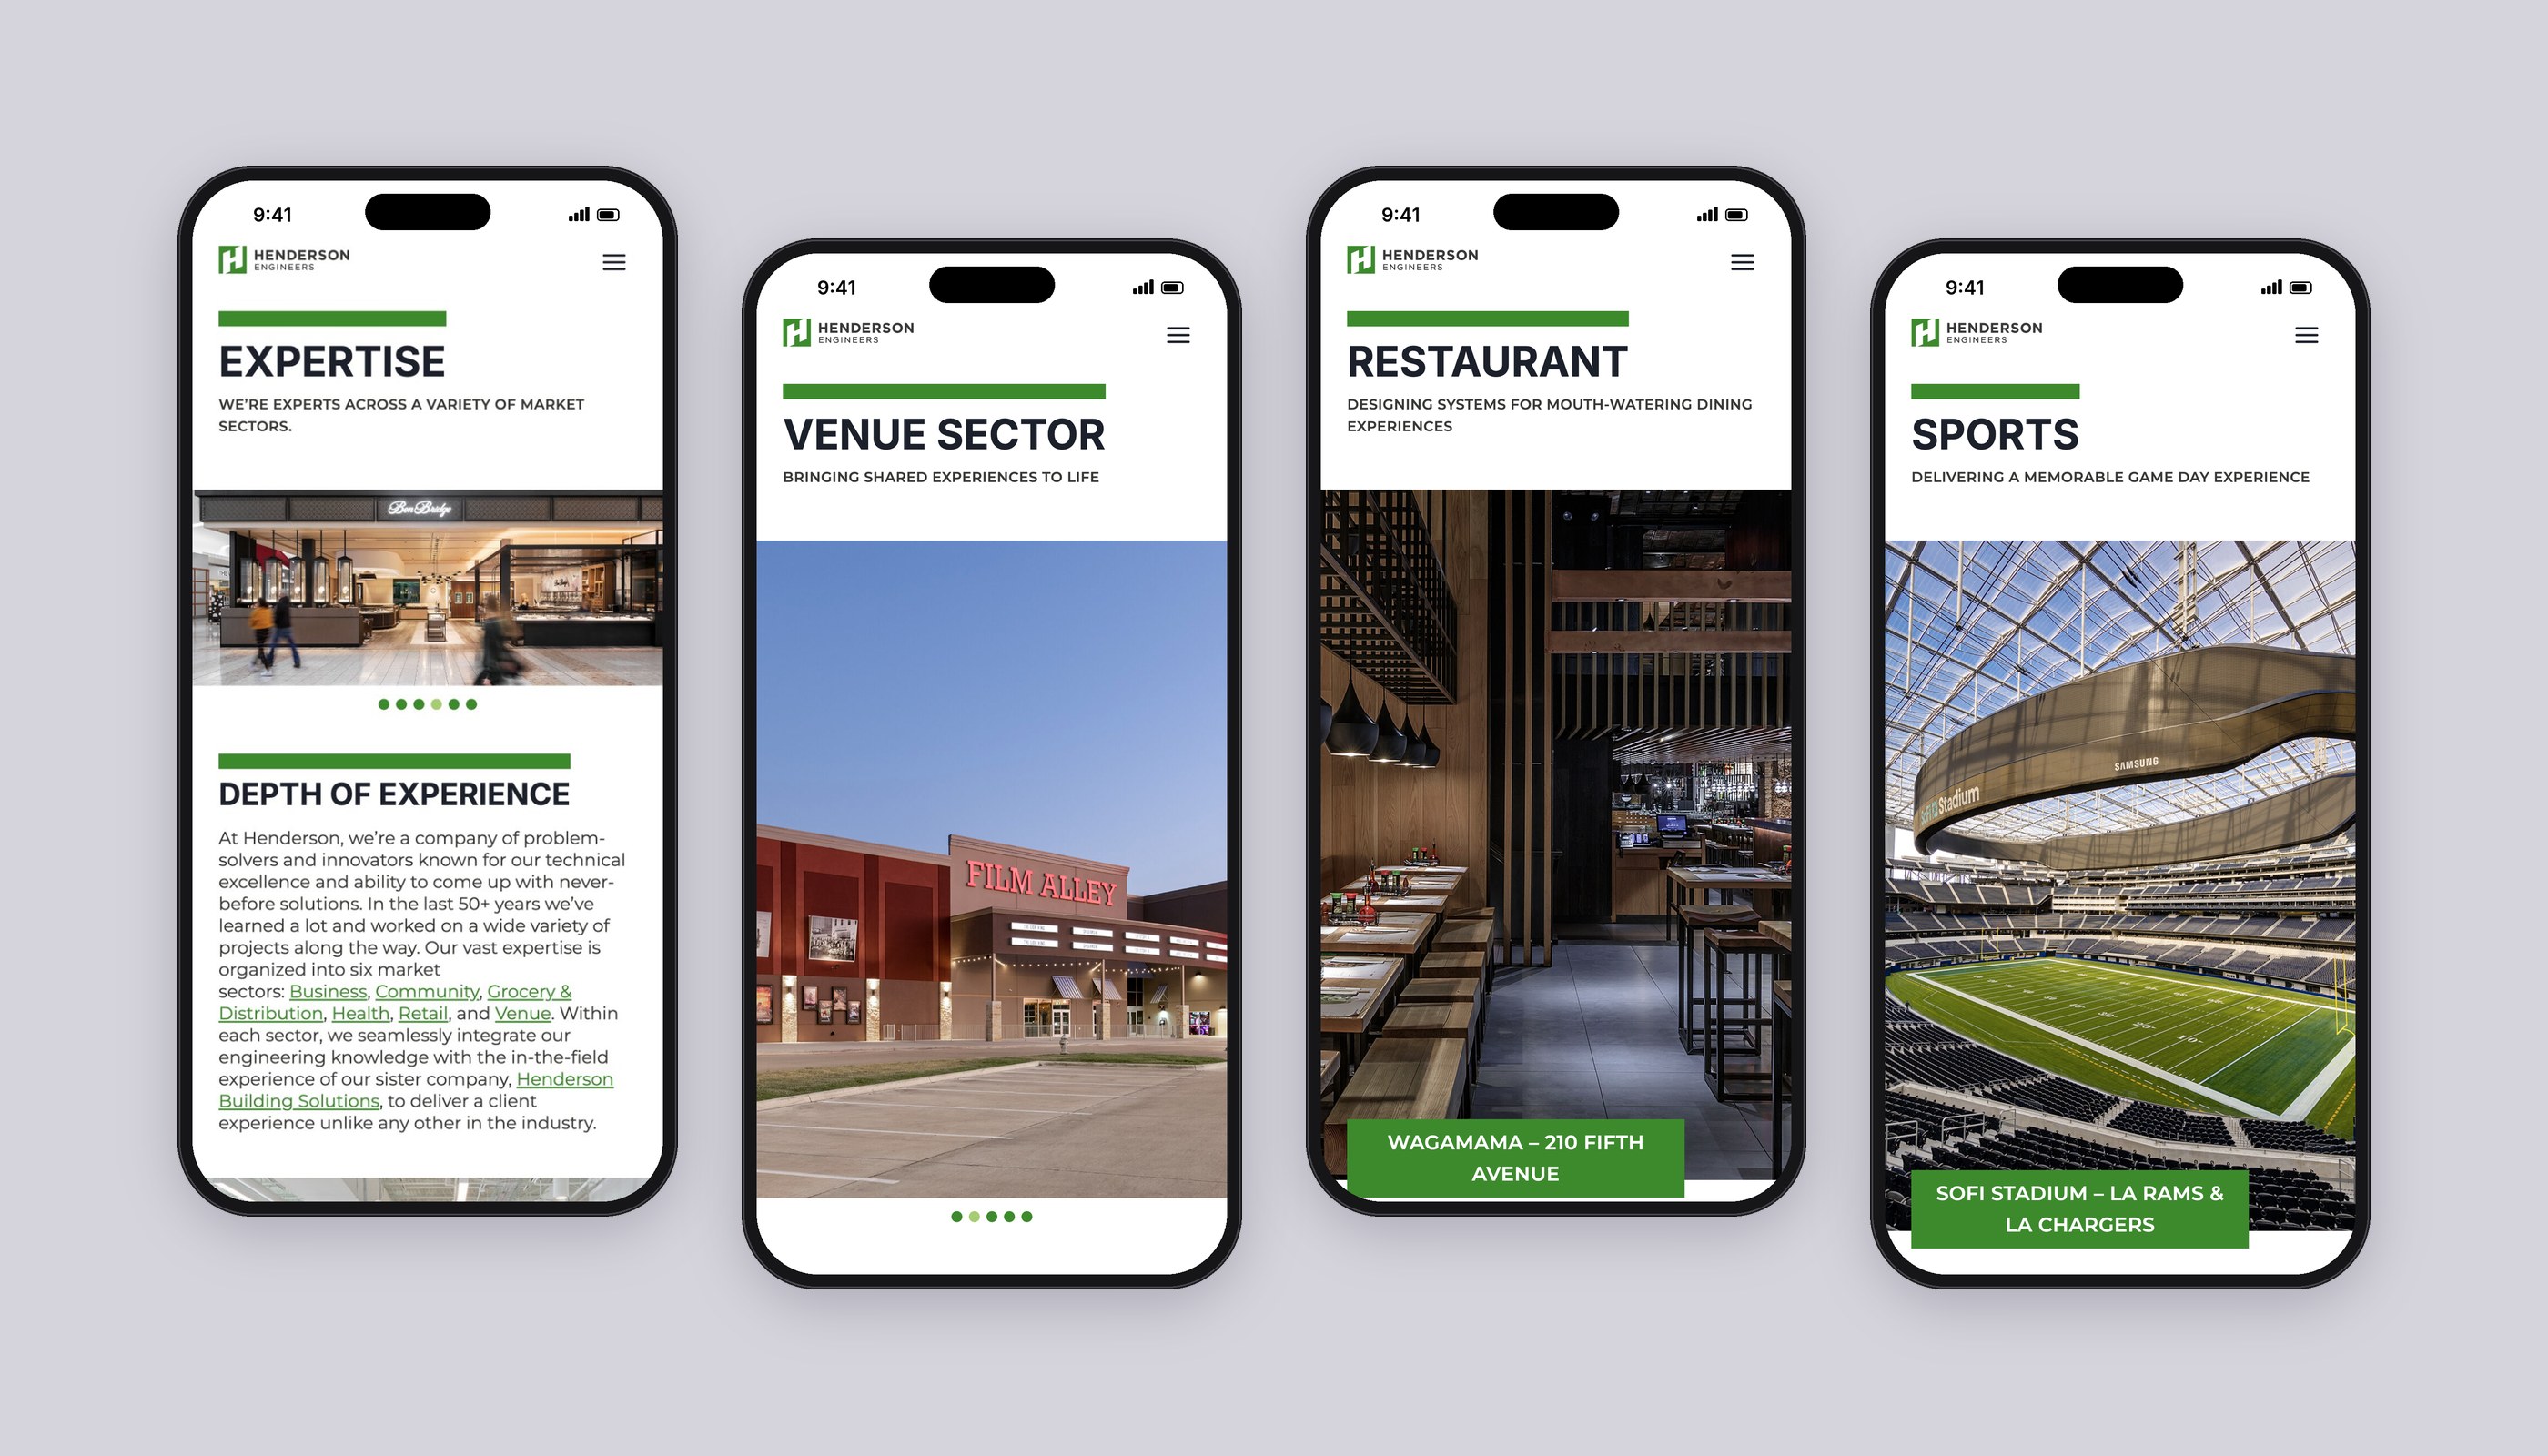 9:41
HENDERSON
ENGINEERS
EXPERTISE
WE’RE EXPERTS ACROSS A VARIETY OF MARKET
SECTORS.
Ben Bridge
DEPTH OF EXPERIENCE
At Henderson, we’re a company of problem-
solvers and innovators known for our technical
excellence and ability to come up with never-
before solutions. In the last 50+ years we’ve
learned a lot and worked on a wide variety of
projects along the way. Our vast expertise is
organized into six market
sectors: Business, Community, Grocery &
Distribution, Health, Retail, and Venue. Within
each sector, we seamlessly integrate our
engineering knowledge with the in-the-field
experience of our sister company, Henderson
Building Solutions, to deliver a client
experience unlike any other in the industry.
9:41
HENDERSON
ENGINEERS
VENUE SECTOR
BRINGING SHARED EXPERIENCES TO LIFE
FILM ALLEY
9:41
HENDERSON
ENGINEERS
RESTAURANT
DESIGNING SYSTEMS FOR MOUTH-WATERING DINING
EXPERIENCES
WAGAMAMA – 210 FIFTH
AVENUE
9:41
HENDERSON
ENGINEERS
SPORTS
DELIVERING A MEMORABLE GAME DAY EXPERIENCE
SAMSUNG
SoFi Stadium
SOFI STADIUM – LA RAMS &
LA CHARGERS